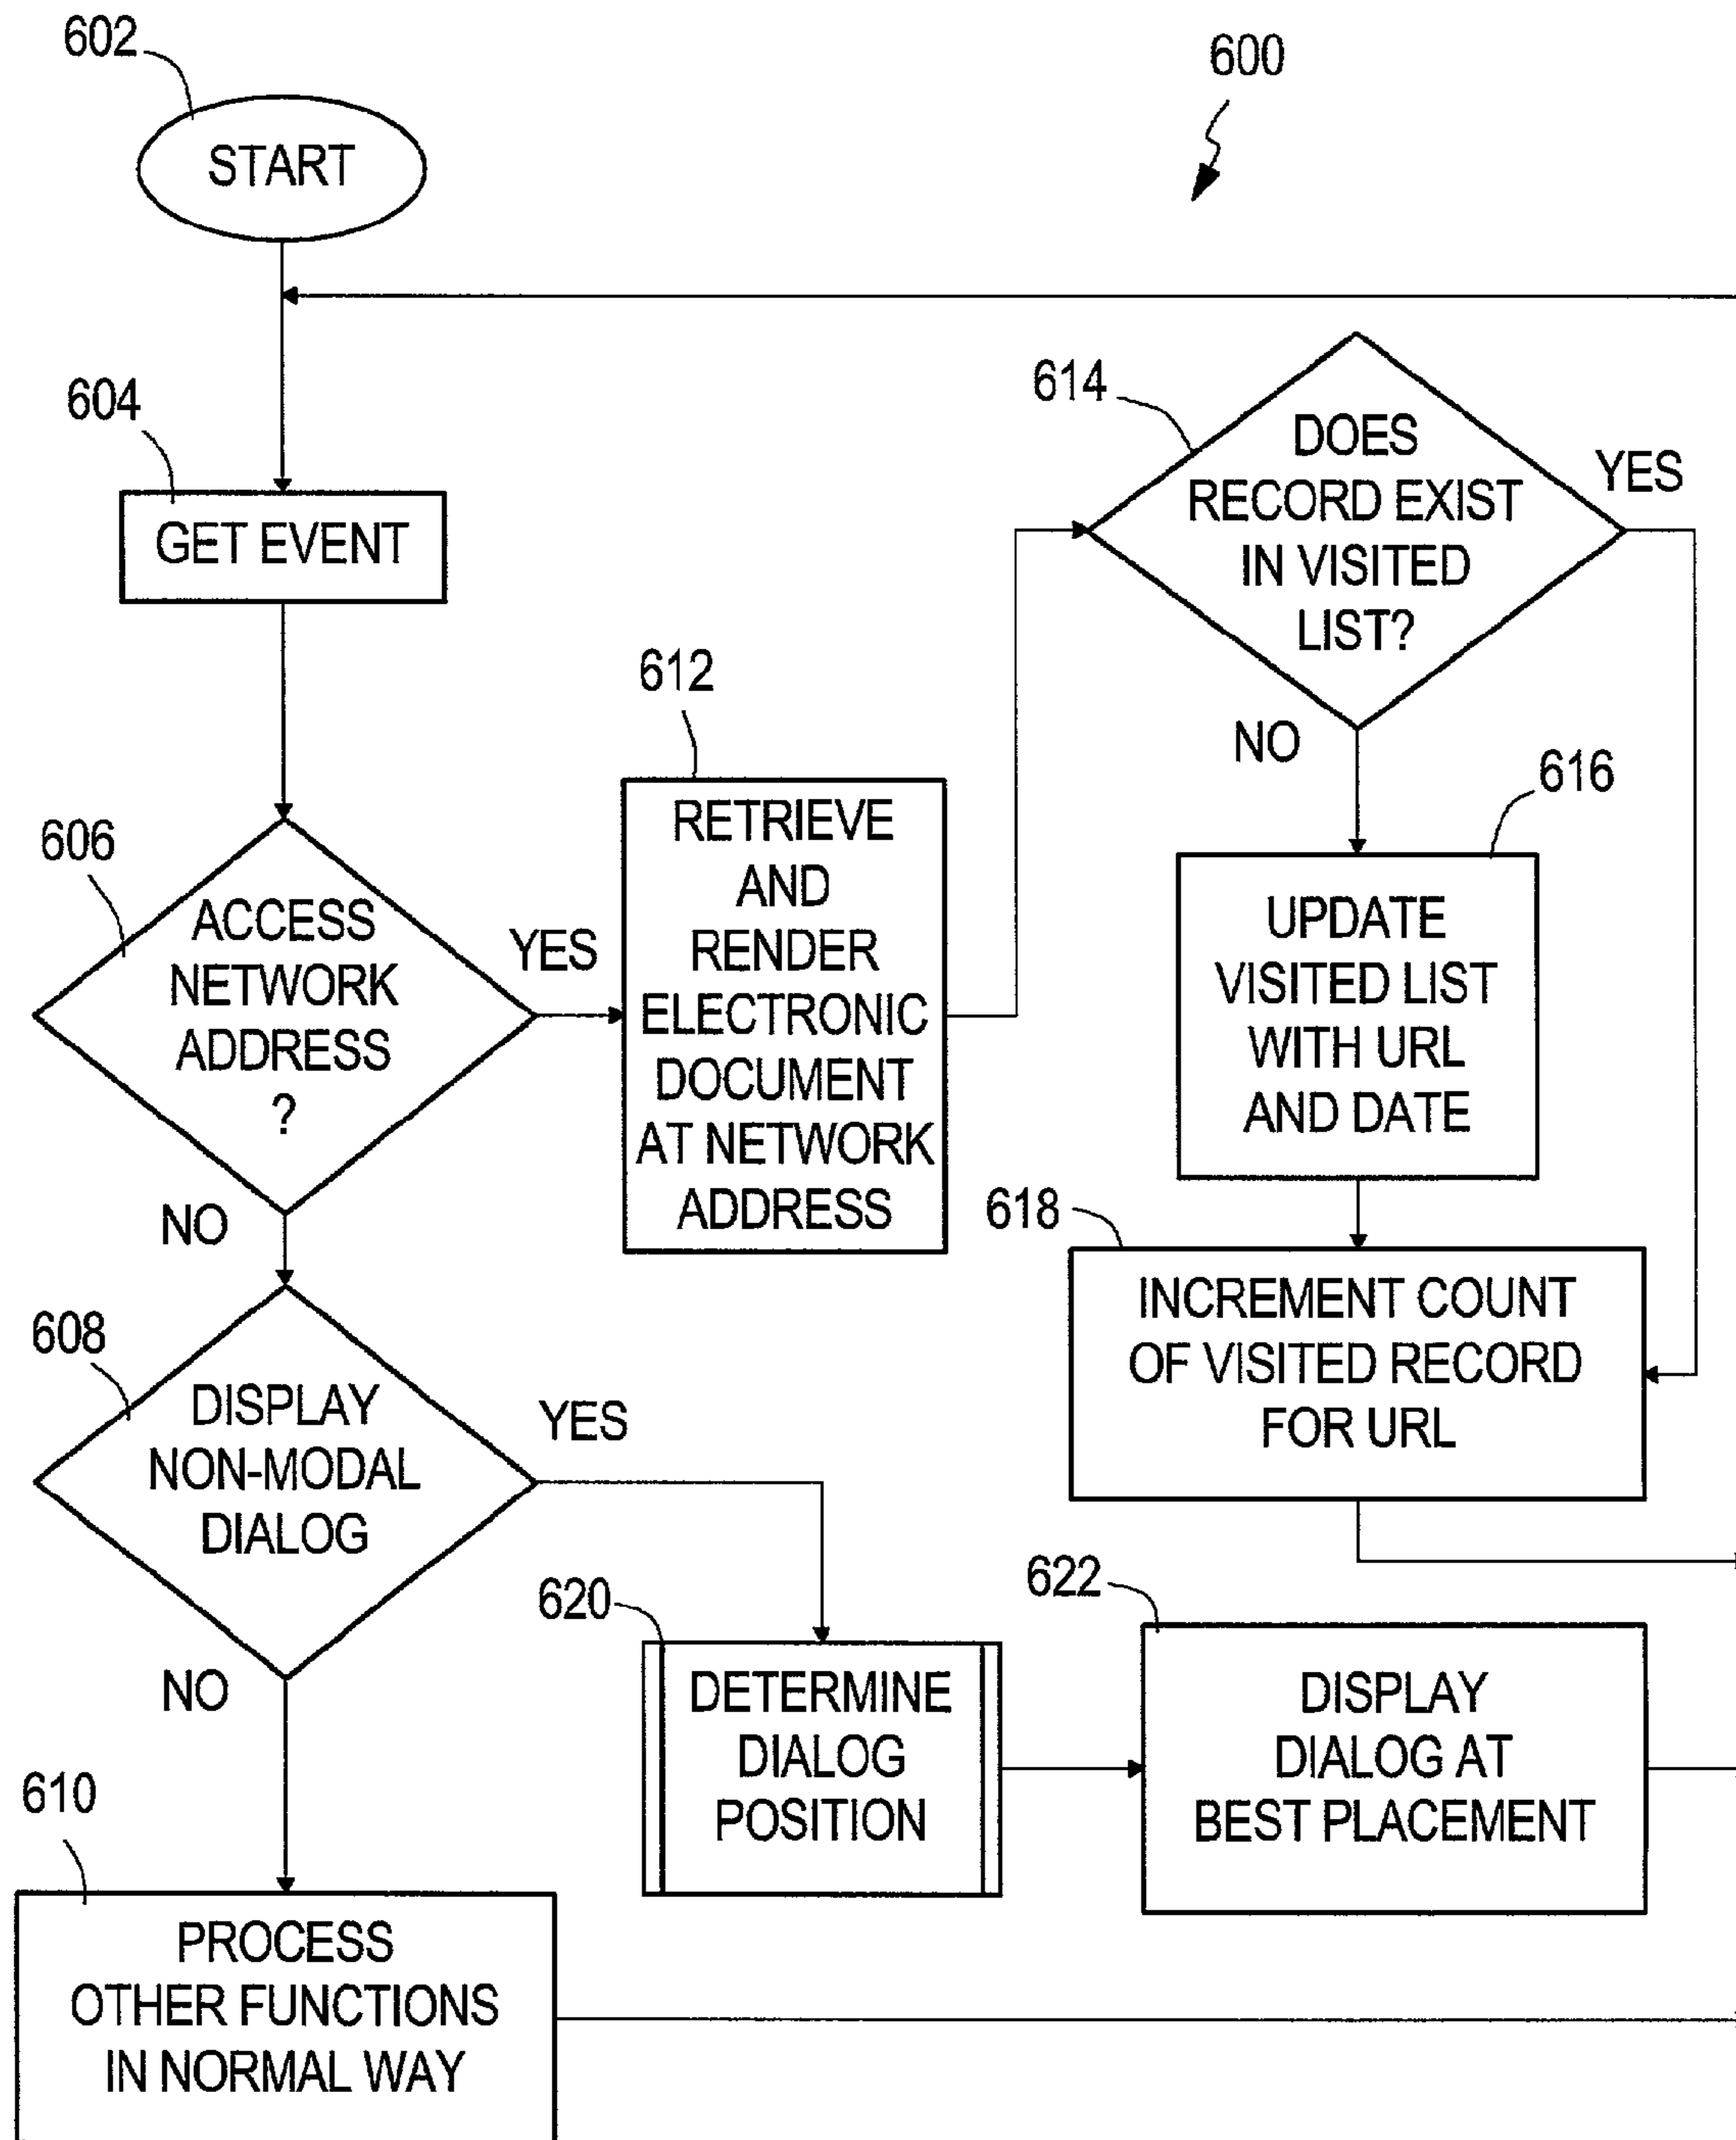 602
600
START
604
GET EVENT
606
ACCESS
NETWORK
ADDRESS
?
YES
NO
612
RETRIEVE
AND
RENDER
ELECTRONIC
DOCUMENT
AT NETWORK
ADDRESS
614
DOES
RECORD EXIST
IN VISITED
LIST?
YES
NO
616
UPDATE
VISITED LIST
WITH URL
AND DATE
618
INCREMENT COUNT
OF VISITED RECORD
FOR URL
608
DISPLAY
NON-MODAL
DIALOG
YES
NO
620
DETERMINE
DIALOG
POSITION
622
DISPLAY
DIALOG AT
BEST PLACEMENT
610
PROCESS
OTHER FUNCTIONS
IN NORMAL WAY